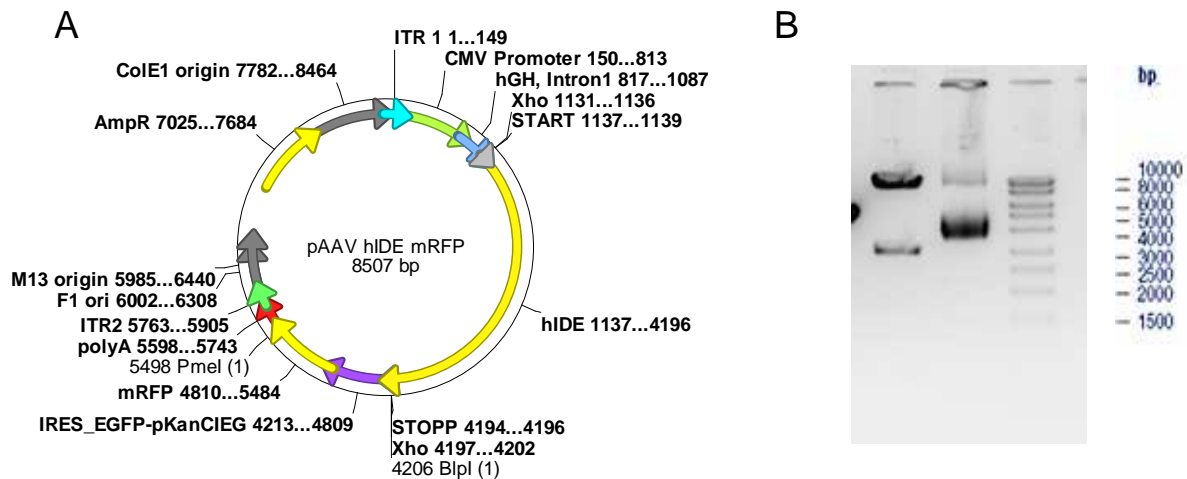 A
ITR 1 1...149
CMV Promoter 150...813
hGH, Intron1 817...1087
Xho 1131...1136
START 1137...1139
ColE1 origin 7782...8464
AmpR 7025...7684
pAAV hIDE mRFP
8507 bp
M13 origin 5985...6440
F1 ori 6002...6308
ITR2 5763...5905
polyA 5598...5743
5498 PmeI (1)
mRFP 4810...5484
IRES_EGFP-pKanCIEG 4213...4809
hIDE 1137...4196
STOPP 4194...4196
Xho 4197...4202
4206 BlpI (1)
B
bp
10000
8000
6000
5000
4000
3000
2500
2000
1500